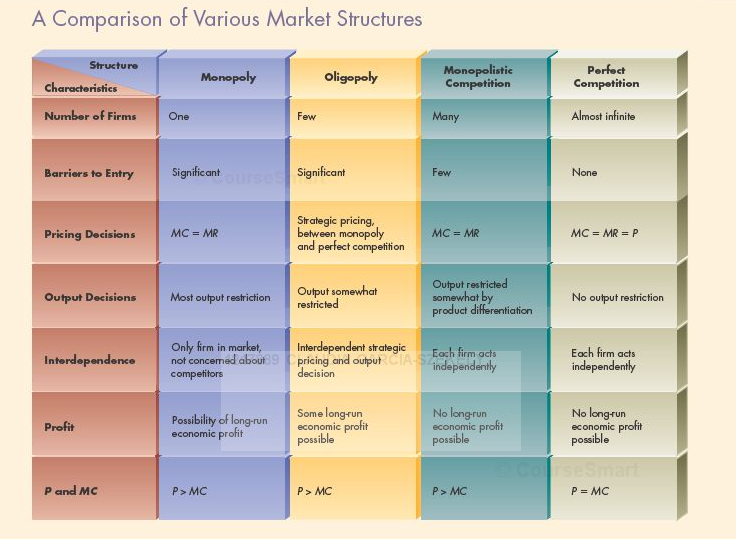 A Comparison of Various Market Structures
Structure
Characteristics
Monopoly
Oligopoly
Monopolistic
Competition
Perfect
Competition
Number of Firms
One
Few
Many
Almost infinite
Barriers to Entry
Significant
Significant
Few
None
Pricing Decisions
MC = MR
Strategic pricing,
between monopoly
and perfect competition
MC = MR
MC = MR = P
Output Decisions
Most output restriction
Output somewhat
restricted
Output restricted
somewhat by
product differentiation
No output restriction
Interdependence
Only firm in market,
not concerned about
competitors
Interdependent strategic
pricing and output
decision
Each firm acts
independently
Each firm acts
independently
Profit
Possibility of long-run
economic profit
Some long-run
economic profit
possible
No long-run
economic profit
possible
No long-run
economic profit
possible
P and MC
P > MC
P > MC
P > MC
P = MC
© CourseSmart
© CourseSmart